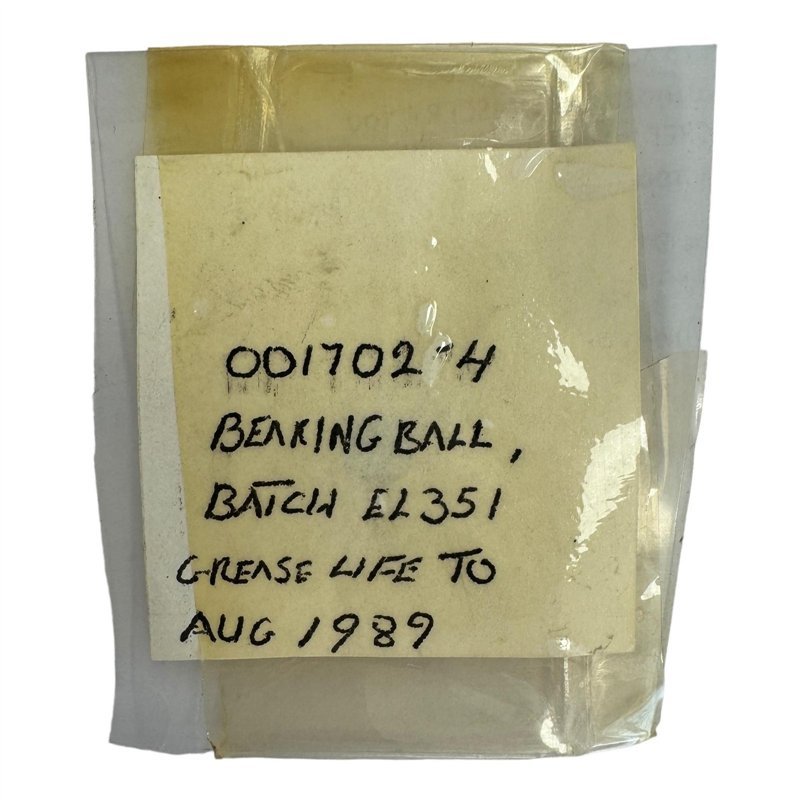 BEARING BALL,
BATCH EL351
GREASE LIFE TO
AUG 1989